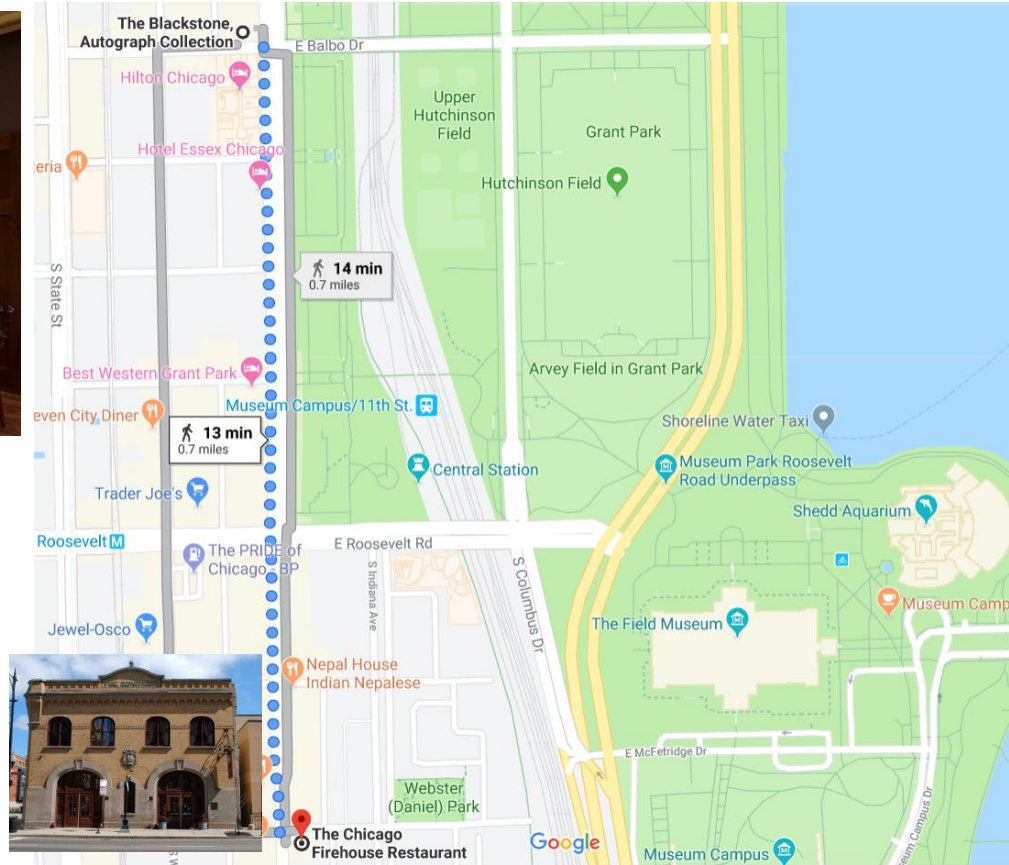 The Blackstone,
Autograph Collection
E Balbo Dr
Hilton Chicago
Upper
Hutchinson
Field
Grant Park
Hotel Essex Chicago
eria
Hutchinson Field
S State St
14 min
0.7 miles
Best Western Grant Park
Arvey Field in Grant Park
Museum Campus/11th St.
even City Diner
Shoreline Water Taxi
13 min
0.7 miles
Central Station
Museum Park Roosevelt
Road Underpass
Trader Joe's
Shedd Aquarium
Roosevelt M
E Roosevelt Rd
The PRIDE of
Chicago - BP
S Indiana Ave
S Columbus Dr
Museum Camp
The Field Museum
Jewel-Osco
Nepal House
Indian Nepalese
E McFetridge Dr
Webster
(Daniel) Park
The Chicago
Firehouse Restaurant
Google
Museum Campus
um Campus Dr
S W